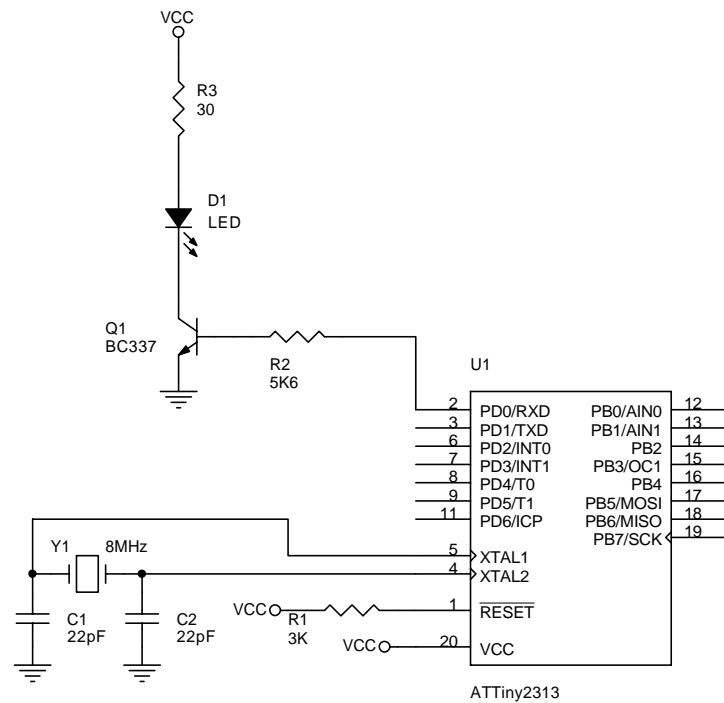 VCC
R3
30
D1
LED
Q1
BC337
R2
5K6
U1
2 PD0/RXD PB0/AIN0 12
3 PD1/TXD PB1/AIN1 13
6 PD2/INT0 PB2 14
7 PD3/INT1 PB3/OC1 15
8 PD4/T0 PB4 16
9 PD5/T1 PB5/MOSI 17
11 PD6/ICP PB6/MISO 18
PB7/SCK 19
Y1 8MHz
5 XTAL1
4 XTAL2
C1
22pF
C2
22pF
VCC R1
3K
1 RESET
VCC 20 VCC
ATTiny2313